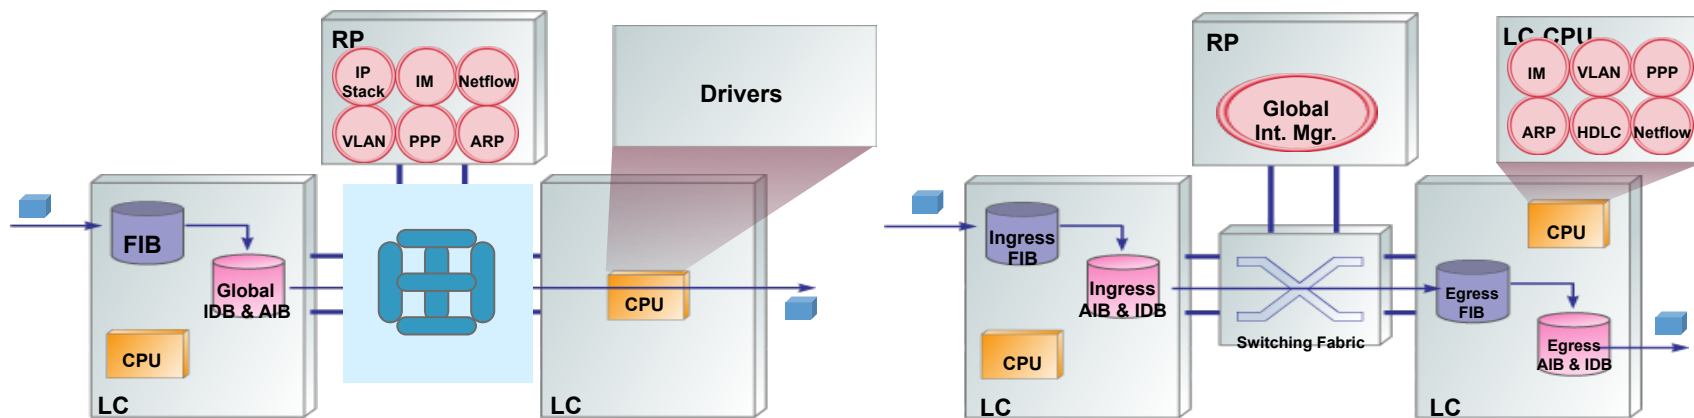 RP
IP
Stack
IM
Netflow
VLAN
PPP
ARP
Drivers
FIB
Global
IDB & AIB
CPU
LC
CPU
LC
RP
Global
Int. Mgr.
LC CPU
IM
VLAN
PPP
ARP
HDLC
Netflow
Ingress
FIB
Ingress
AIB & IDB
CPU
LC
Switching Fabric
CPU
Egress
FIB
Egress
AIB & IDB
LC